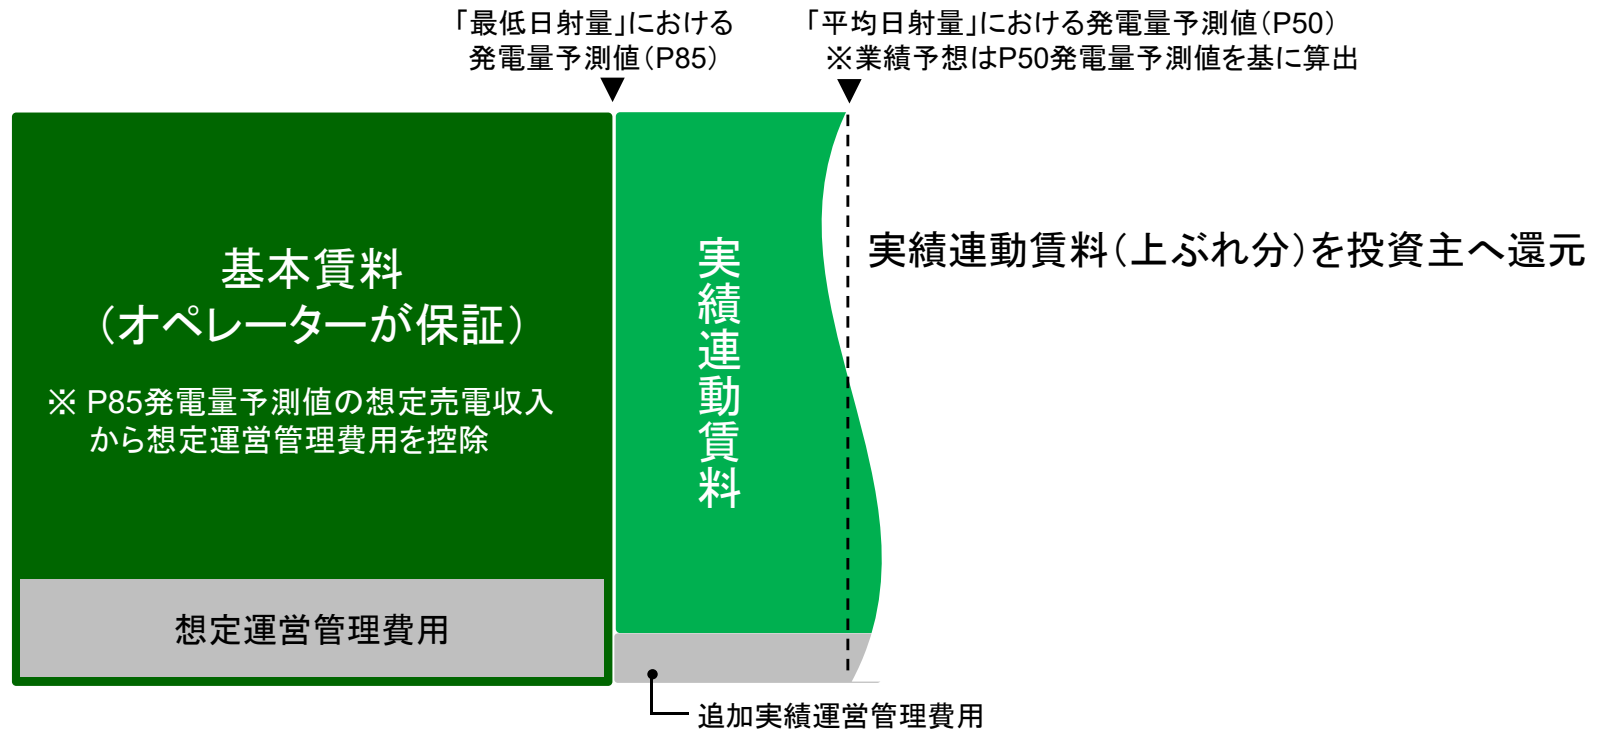 「最低日射量」における
発電量予測値（P85）
「平均日射量」における発電量予測値（P50）
※業績予想はP50発電量予測値を基に算出
基本賃料
（オペレーターが保証）
※ P85発電量予測値の想定売電収入
から想定運営管理費用を控除
想定運営管理費用
実績連動賃料
実績連動賃料（上ぶれ分）を投資主へ還元
追加実績運営管理費用